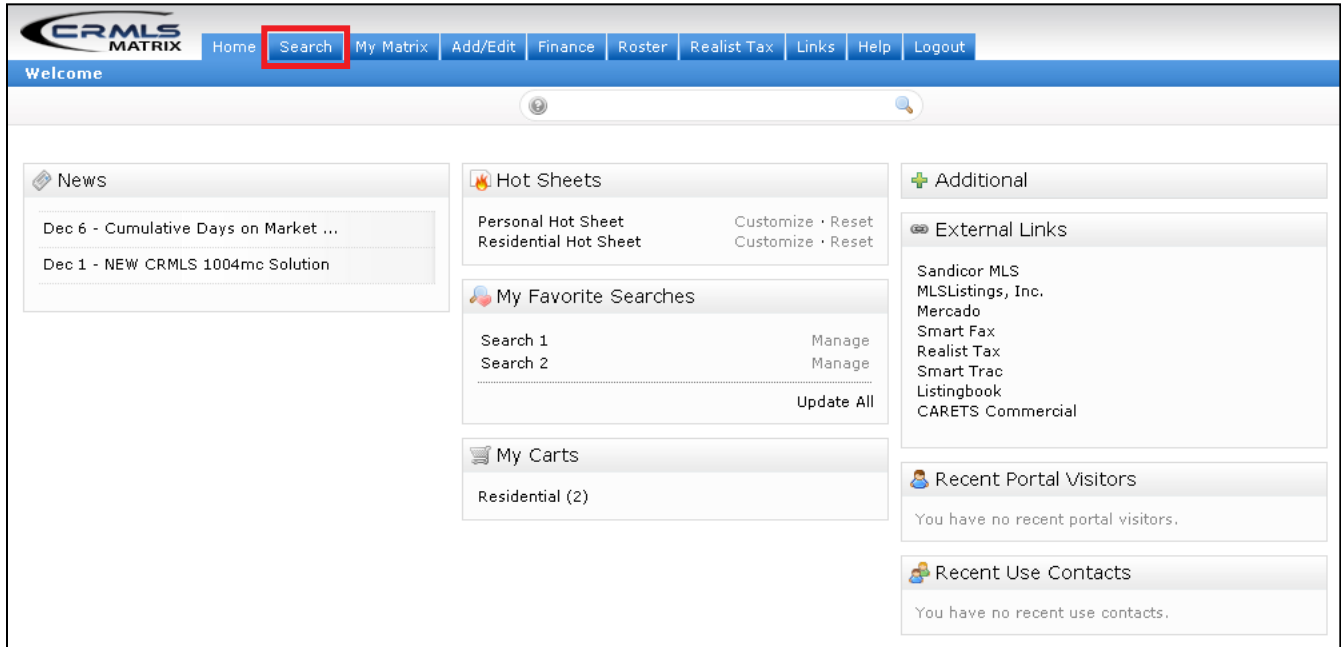 CRMLS
MATRIX
Home Search My Matrix Add/Edit Finance Roster Realist Tax Links Help Logout
Welcome
News
Dec 6 - Cumulative Days on Market ...
Dec 1 - NEW CRMLS 1004mc Solution
Hot Sheets
Personal Hot Sheet Customize · Reset
Residential Hot Sheet Customize · Reset
My Favorite Searches
Search 1 Manage
Search 2 Manage
Update All
My Carts
Residential (2)
Additional
External Links
Sandicor MLS
MLSListings, Inc.
Mercado
Smart Fax
Realist Tax
Smart Trac
Listingbook
CARETS Commercial
Recent Portal Visitors
You have no recent portal visitors.
Recent Use Contacts
You have no recent use contacts.